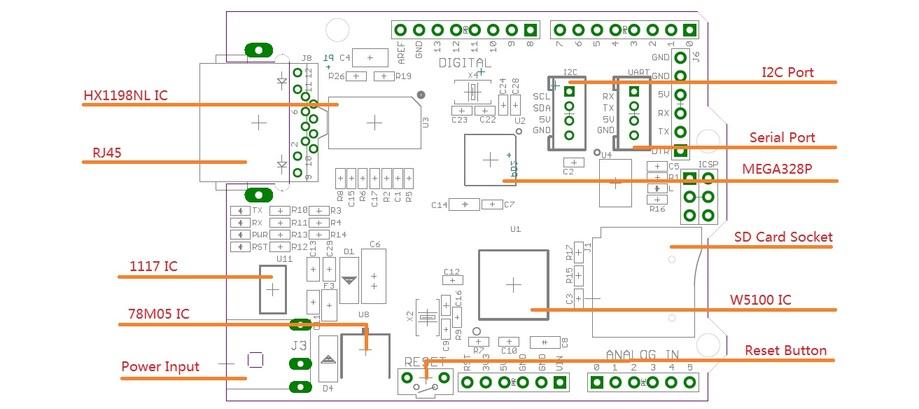 AREF
GND
13
12
11
10
9
8
7
6
5
4
3
2
1
0
DIGITAL
J8
C4
R26
R19
X4
C24
C28
C23
C22
U2
I2C
UART
SCL
SDA
5V
GND
RX
TX
5V
GND
J6
GND
GND
5V
RX
TX
DTR
I2C Port
HX1198NL IC
U3
Serial Port
RJ45
MEGA328P
C2
U4
C5
R1
L
R16
ICSP
R8
C15
R6
C17
R2
C1
R5
C14
C7
TX
R10
R3
RX
R11
R4
PWR
R13
R14
RST
R12
U1
SD Card Socket
U11
C13
C29
D1
C6
J1
R17
R15
C3
1117 IC
F3
C12
C16
X2
C9
R9
W5100 IC
78M05 IC
U8
R7
C10
C8
J3
Power Input
D4
RESET
Reset Button
RST
3V3
5V
GND
GND
VIN
ANALOG IN
0
1
2
3
4
5